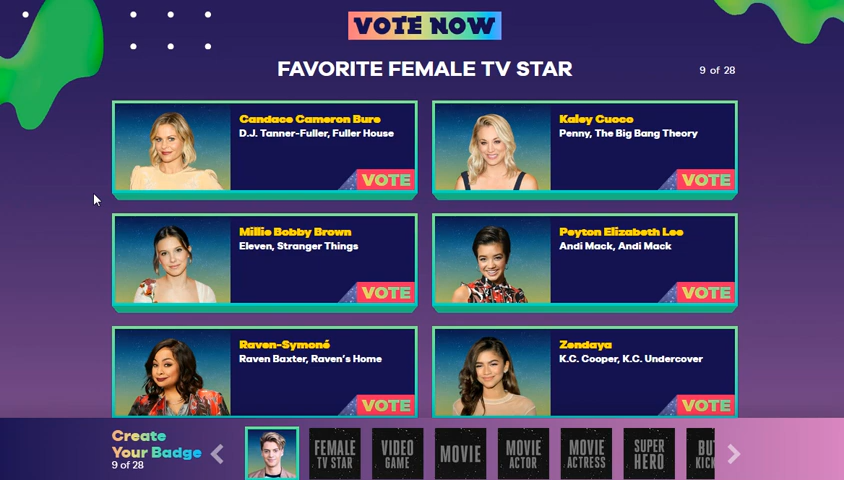 VOTE NOW
FAVORITE FEMALE TV STAR
9 of 28
Candace Cameron Bure
D.J. Tanner-Fuller, Fuller House
VOTE
Kaley Cuoco
Penny, The Big Bang Theory
VOTE
Millie Bobby Brown
Eleven, Stranger Things
VOTE
Peyton Elizabeth Lee
Andi Mack, Andi Mack
VOTE
Raven-Symoné
Raven Baxter, Raven's Home
VOTE
Zendaya
K.C. Cooper, K.C. Undercover
VOTE
Create
Your Badge
9 of 28
FEMALE
TV STAR
VIDEO
GAME
MOVIE
MOVIE
ACTOR
MOVIE
ACTRESS
SUPER
HERO
BU
KICK